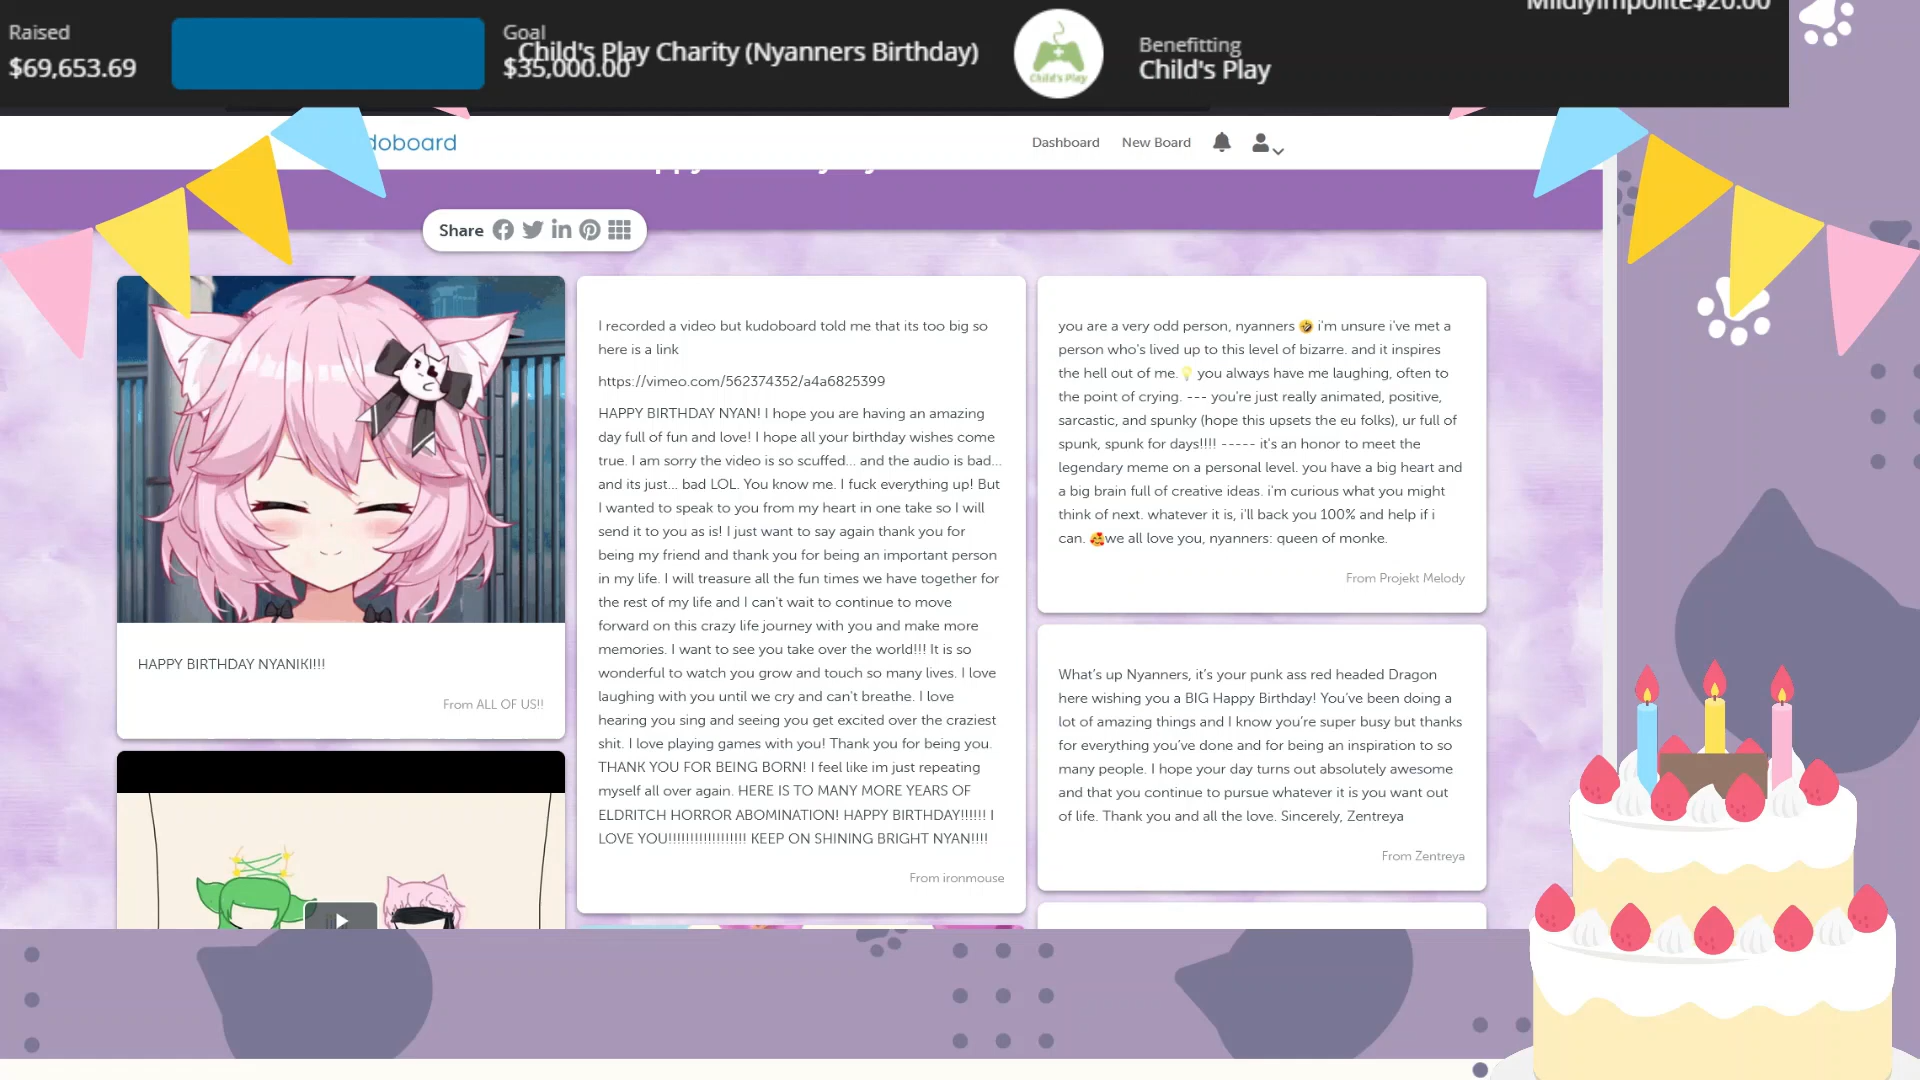 MildlyImpolite$20.00
Raised
$69,653.69
Goal
$35,000.00
Child's Play Charity (Nyanners Birthday)
Child's Play
Benefitting
Child's Play
doboard
Dashboard
New Board
Share
HAPPY BIRTHDAY NYANIKI!!!
From ALL OF US!!
I recorded a video but kudoboard told me that its too big so
here is a link
https://vimeo.com/562374352/a4a6825399
HAPPY BIRTHDAY NYAN! I hope you are having an amazing
day full of fun and love! I hope all your birthday wishes come
true. I am sorry the video is so scuffed... and the audio is bad...
and its just... bad LOL. You know me. I fuck everything up! But
I wanted to speak to you from my heart in one take so I will
send it to you as is! I just want to say again thank you for
being my friend and thank you for being an important person
in my life. I will treasure all the fun times we have together for
the rest of my life and I can't wait to continue to move
forward on this crazy life journey with you and make more
memories. I want to see you take over the world!!! It is so
wonderful to watch you grow and touch so many lives. I love
laughing with you until we cry and can't breathe. I love
hearing you sing and seeing you get excited over the craziest
shit. I love playing games with you! Thank you for being you.
THANK YOU FOR BEING BORN! I feel like im just repeating
myself all over again. HERE IS TO MANY MORE YEARS OF
ELDRITCH HORROR ABOMINATION! HAPPY BIRTHDAY!!!!!! I
LOVE YOU!!!!!!!!!!!!!!!!!! KEEP ON SHINING BRIGHT NYAN!!!!
From ironmouse
you are a very odd person, nyanners 🤣 i'm unsure i've met a
person who's lived up to this level of bizarre. and it inspires
the hell out of me.💡 you always have me laughing, often to
the point of crying. --- you're just really animated, positive,
sarcastic, and spunky (hope this upsets the eu folks), ur full of
spunk, spunk for days!!!! ----- it's an honor to meet the
legendary meme on a personal level. you have a big heart and
a big brain full of creative ideas. i'm curious what you might
think of next. whatever it is, i'll back you 100% and help if i
can. 🥰we all love you, nyanners: queen of monke.
From Projekt Melody
What's up Nyanners, it's your punk ass red headed Dragon
here wishing you a BIG Happy Birthday! You've been doing a
lot of amazing things and I know you're super busy but thanks
for everything you've done and for being an inspiration to so
many people. I hope your day turns out absolutely awesome
and that you continue to pursue whatever it is you want out
of life. Thank you and all the love. Sincerely, Zentreya
From Zentreya